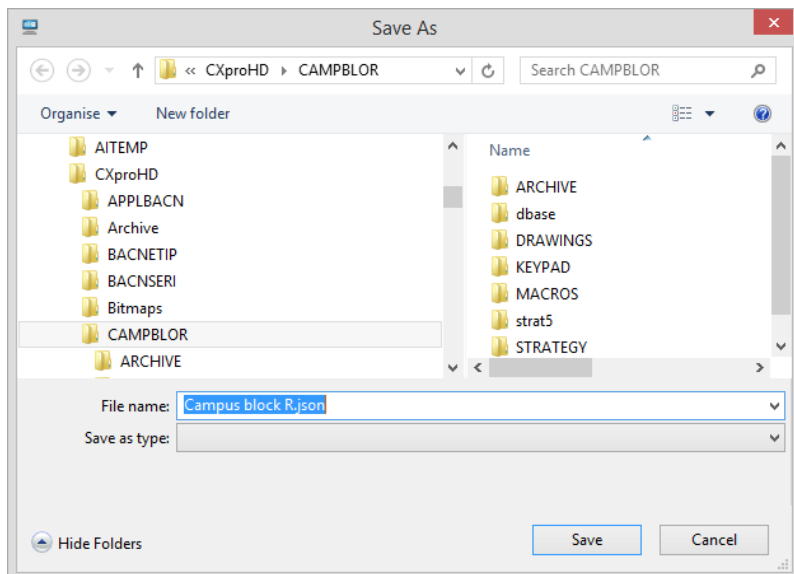 Save As
« CXproHD CAMPBLOR
Search CAMPBLOR
Organise New folder
AITEMP
CXproHD
APPLBACN
Archive
BACNETIP
BACNSERI
Bitmaps
CAMPBLOR
ARCHIVE
Name
ARCHIVE
dbase
DRAWINGS
KEYPAD
MACROS
strat5
STRATEGY
File name: Campus block R.json
Save as type:
Hide Folders
Save Cancel